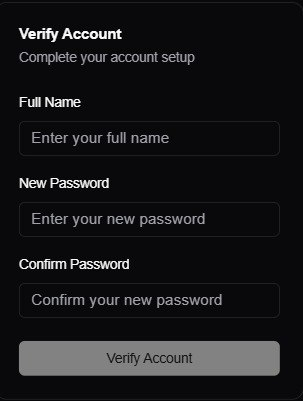 Verify Account
Complete your account setup
Full Name
Enter your full name
New Password
Enter your new password
Confirm Password
Confirm your new password
Verify Account